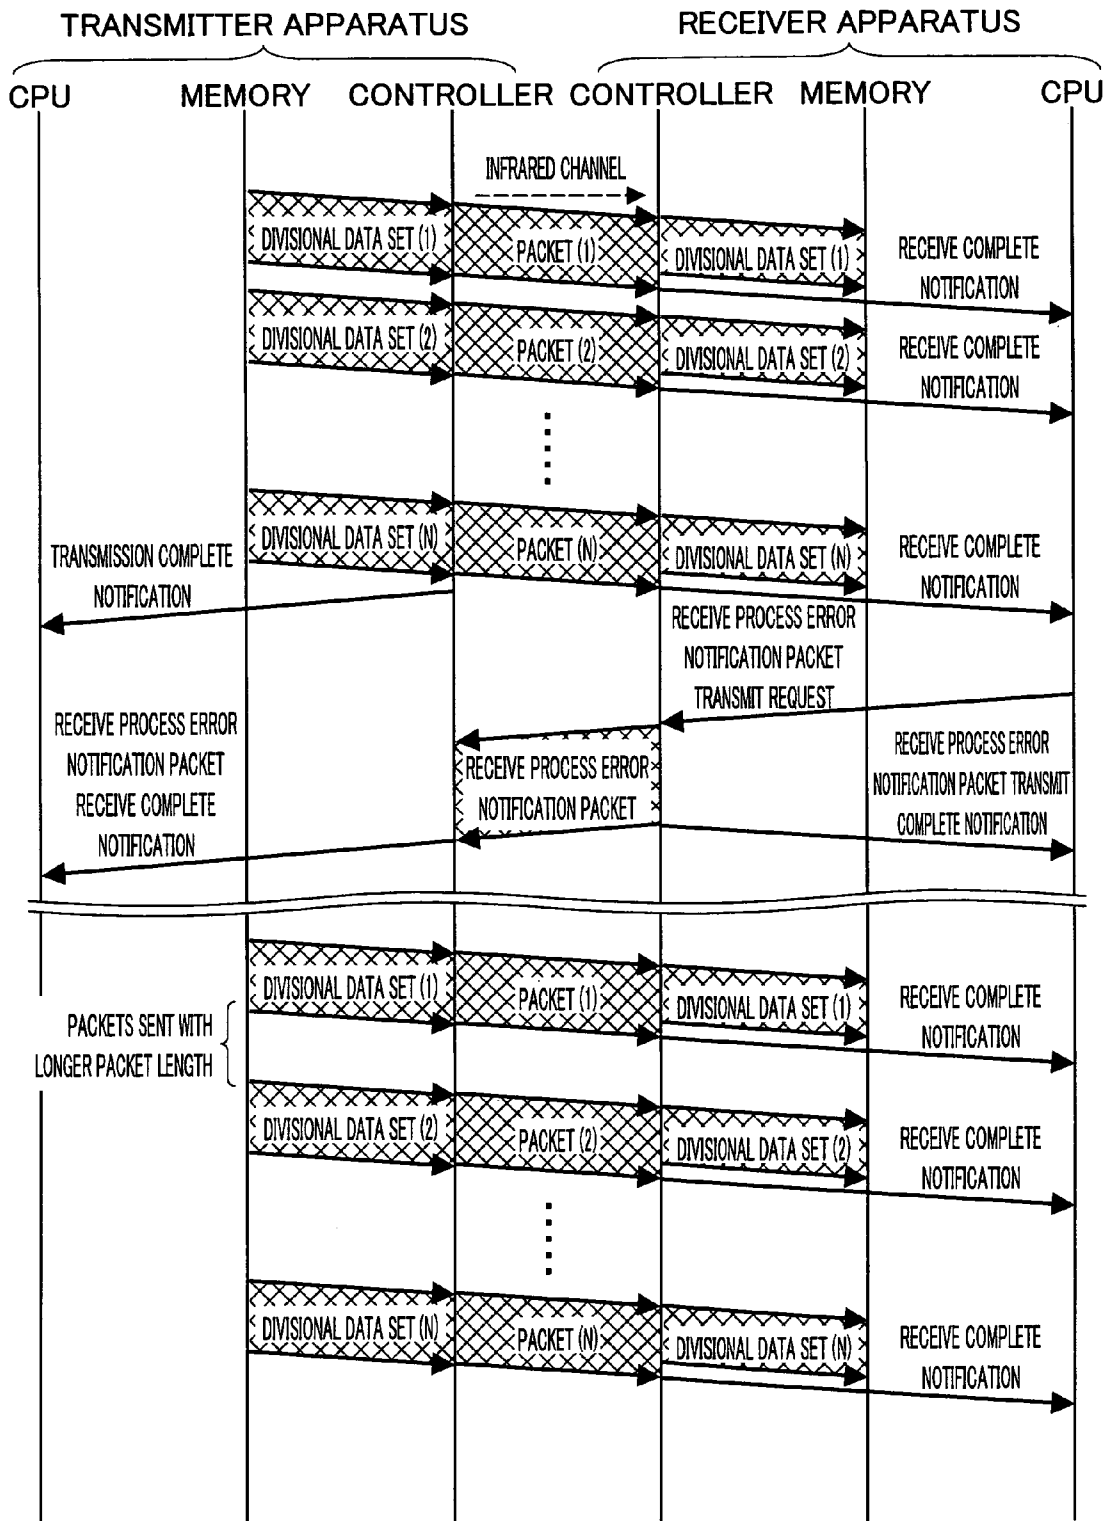 TRANSMITTER APPARATUS
RECEIVER APPARATUS
CPU
MEMORY
CONTROLLER
CONTROLLER
MEMORY
CPU
INFRARED CHANNEL
DIVISIONAL DATA SET (1)
PACKET (1)
DIVISIONAL DATA SET (1)
RECEIVE COMPLETE
NOTIFICATION
DIVISIONAL DATA SET (2)
PACKET (2)
DIVISIONAL DATA SET (2)
RECEIVE COMPLETE
NOTIFICATION
DIVISIONAL DATA SET (N)
PACKET (N)
DIVISIONAL DATA SET (N)
RECEIVE COMPLETE
NOTIFICATION
TRANSMISSION COMPLETE
NOTIFICATION
RECEIVE PROCESS ERROR
NOTIFICATION PACKET
TRANSMIT REQUEST
RECEIVE PROCESS ERROR
NOTIFICATION PACKET
RECEIVE COMPLETE
NOTIFICATION
RECEIVE PROCESS ERROR
NOTIFICATION PACKET
RECEIVE PROCESS ERROR
NOTIFICATION PACKET TRANSMIT
COMPLETE NOTIFICATION
DIVISIONAL DATA SET (1)
PACKET (1)
DIVISIONAL DATA SET (1)
RECEIVE COMPLETE
NOTIFICATION
PACKETS SENT WITH
LONGER PACKET LENGTH
DIVISIONAL DATA SET (2)
PACKET (2)
DIVISIONAL DATA SET (2)
RECEIVE COMPLETE
NOTIFICATION
DIVISIONAL DATA SET (N)
PACKET (N)
DIVISIONAL DATA SET (N)
RECEIVE COMPLETE
NOTIFICATION